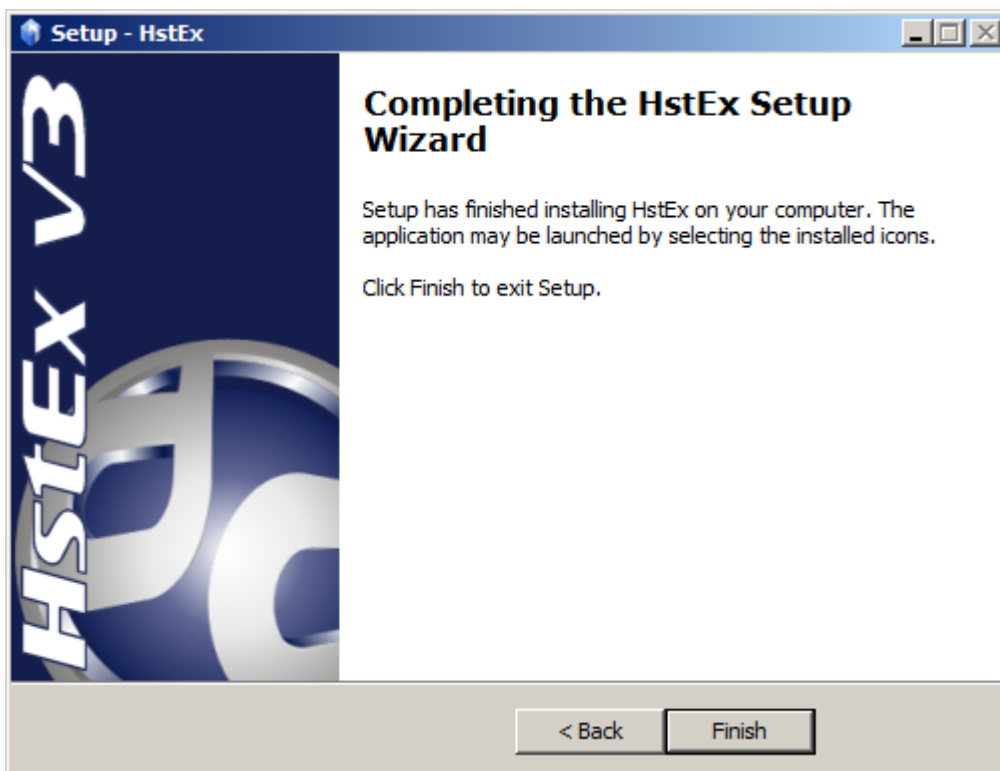 Setup - HstEx
HstEx V3
Completing the HstEx Setup
Wizard
Setup has finished installing HstEx on your computer. The
application may be launched by selecting the installed icons.
Click Finish to exit Setup.
< Back
Finish